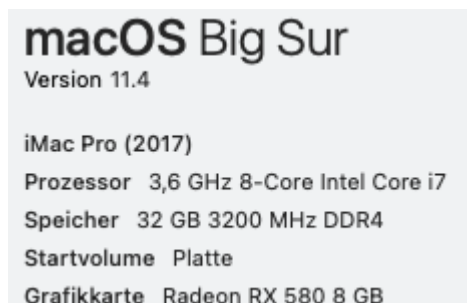 macOS Big Sur
Version 11.4
iMac Pro (2017)
Prozessor 3,6 GHz 8-Core Intel Core i7
Speicher 32 GB 3200 MHz DDR4
Startvolume Platte
Grafikkarte Radeon RX 580 8 GB